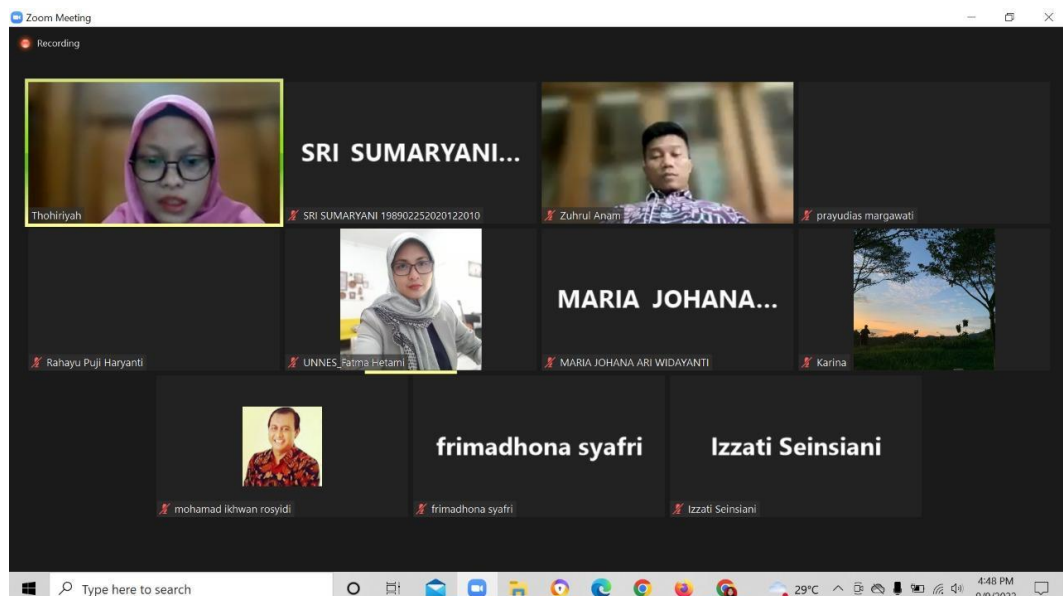 Zoom Meeting
Recording
SRI SUMARYANI...
Thohiriyah
SRI SUMARYANI 198902252020122010
Zuhrul Anam
prayudias margawati
MARIA JOHANA...
Rahayu Puji Haryanti
UNNES_Fatma Hetami
MARIA JOHANA ARI WIDAYANTI
Karina
frimadhona syafri
Izzati Seinsiani
mohamad ikhwan rosyidi
frimadhona syafri
Izzati Seinsiani
Type here to search
29°C
4:48 PM